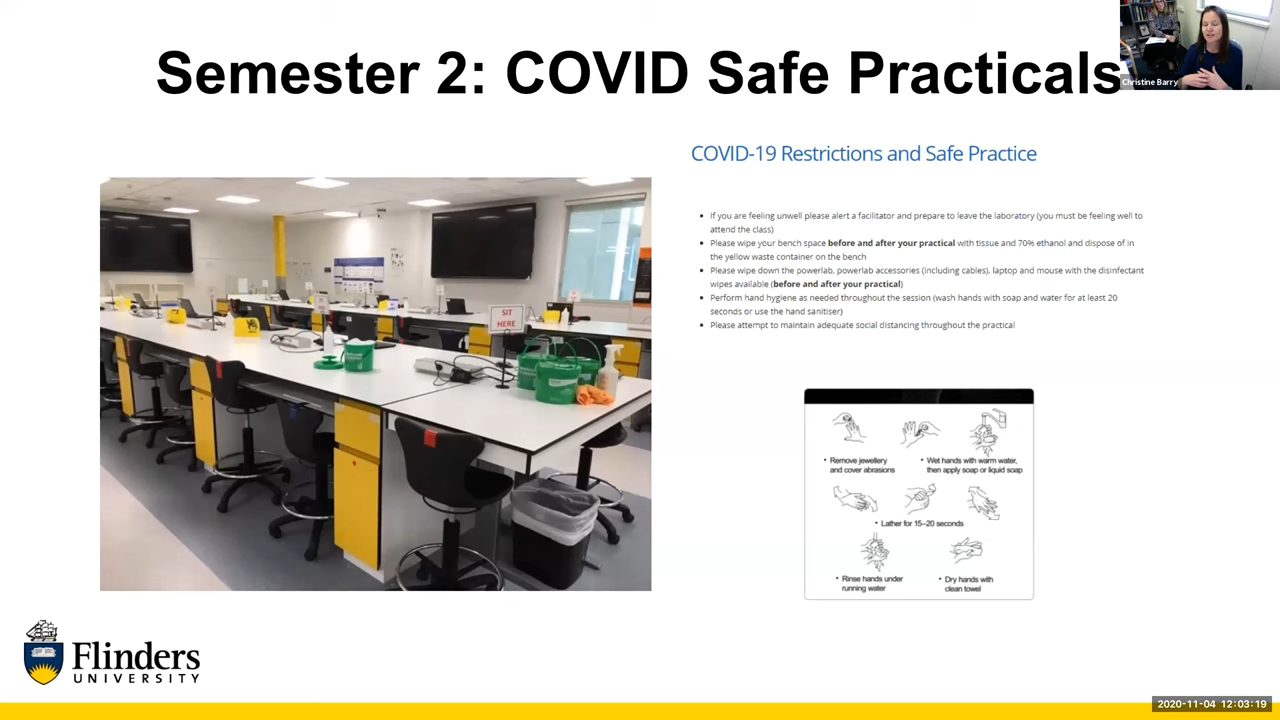 Semester 2: COVID Safe Practicals
Christine Barry
COVID-19 Restrictions and Safe Practice
• If you are feeling unwell please alert a facilitator and prepare to leave the laboratory (you must be feeling well to
attend the class)
• Please wipe your bench space before and after your practical with tissue and 70% ethanol and dispose of in
the yellow waste container on the bench
• Please wipe down the powerlab, powerlab accessories (including cables), laptop and mouse with the disinfectant
wipes available (before and after your practical)
• Perform hand hygiene as needed throughout the session (wash hands with soap and water for at least 20
seconds or use the hand sanitiser)
• Please attempt to maintain adequate social distancing throughout the practical
SIT
HERE
• Remove jewellery
and cover abrasions
• Wet hands with warm water,
then apply soap or liquid soap
• Lather for 15–20 seconds
• Rinse hands under
running water
• Dry hands with
clean towel
Flinders
UNIVERSITY
2020-11-04 12:03:19